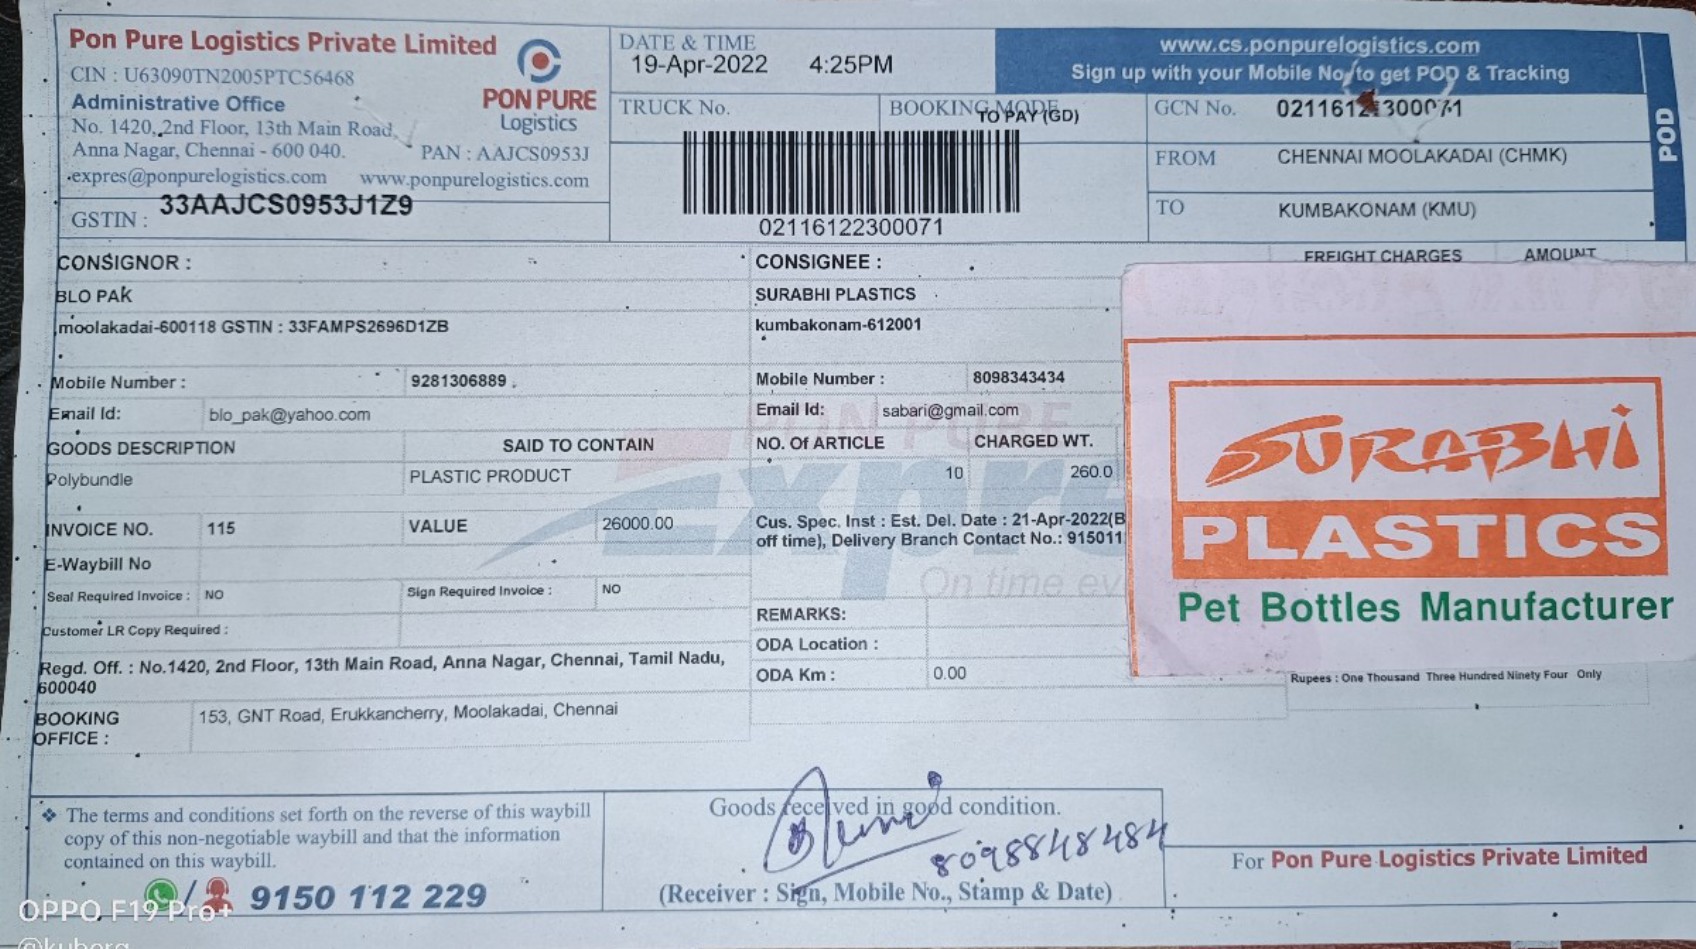 Pon Pure Logistics Private Limited
CIN : U63090TN2005PTC56468
Administrative Office
No. 1420, 2nd Floor, 13th Main Road,
Anna Nagar, Chennai - 600 040.
PAN : AAJCS0953J
expres@ponpurelogistics.com www.ponpurelogistics.com
GSTIN : 33AAJCS0953J1Z9
PON PURE
Logistics
DATE & TIME
19-Apr-2022 4:25PM
TRUCK No.
BOOKING MODE
TO PAY (GD)
02116122300071
www.cs.ponpurelogistics.com
Sign up with your Mobile No. to get POD & Tracking
GCN No. 02116122300071
FROM CHENNAI MOOLAKADAI (CHMK)
TO KUMBAKONAM (KMU)
POD
CONSIGNOR :
BLO PAK
moolakadai-600118 GSTIN : 33FAMPS2696D1ZB
Mobile Number : 9281306889
Email Id: blo_pak@yahoo.com
CONSIGNEE :
SURABHI PLASTICS
kumbakonam-612001
Mobile Number : 8098343434
Email Id: sabari@gmail.com
FREIGHT CHARGES AMOUNT
GOODS DESCRIPTION SAID TO CONTAIN NO. Of ARTICLE CHARGED WT.
Polybundle PLASTIC PRODUCT 10 260.0
INVOICE NO. 115 VALUE 26000.00
E-Waybill No
Seal Required Invoice : NO Sign Required Invoice : NO
Customer LR Copy Required :
Cus. Spec. Inst : Est. Del. Date : 21-Apr-2022(B
off time), Delivery Branch Contact No.: 915011
PON PURE
Expre
On time ev
REMARKS:
ODA Location :
ODA Km : 0.00
SURABHI
PLASTICS
Pet Bottles Manufacturer
Rupees : One Thousand Three Hundred Ninety Four Only
Regd. Off. : No.1420, 2nd Floor, 13th Main Road, Anna Nagar, Chennai, Tamil Nadu,
600040
BOOKING
OFFICE :
153, GNT Road, Erukkancherry, Moolakadai, Chennai
❖ The terms and conditions set forth on the reverse of this waybill
copy of this non-negotiable waybill and that the information
contained on this waybill.
/ 9150 112 229
Goods received in good condition.
8098848484
(Receiver : Sign, Mobile No., Stamp & Date)
For Pon Pure Logistics Private Limited
OPPO F19 Pro+